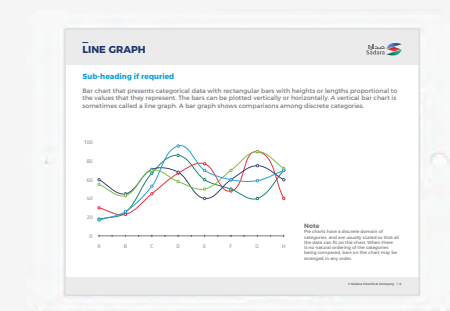 LINE GRAPH
صدارة
Sadara
Sub-heading if requried
Bar chart that presents categorical data with rectangular bars with heights or lengths proportional to
the values that they represent. The bars can be plotted vertically or horizontally. A vertical bar chart is
sometimes called a line graph. A bar graph shows comparisons among discrete categories.
100
80
60
40
20
0
A B C D E F G H
Note
Pie charts have a discrete domain of
categories, and are usually scaled so that all
the data can fit on the chart. When there
is no natural ordering of the categories
being compared, bars on the chart may be
arranged in any order.
© Sadara Chemical Company | 5